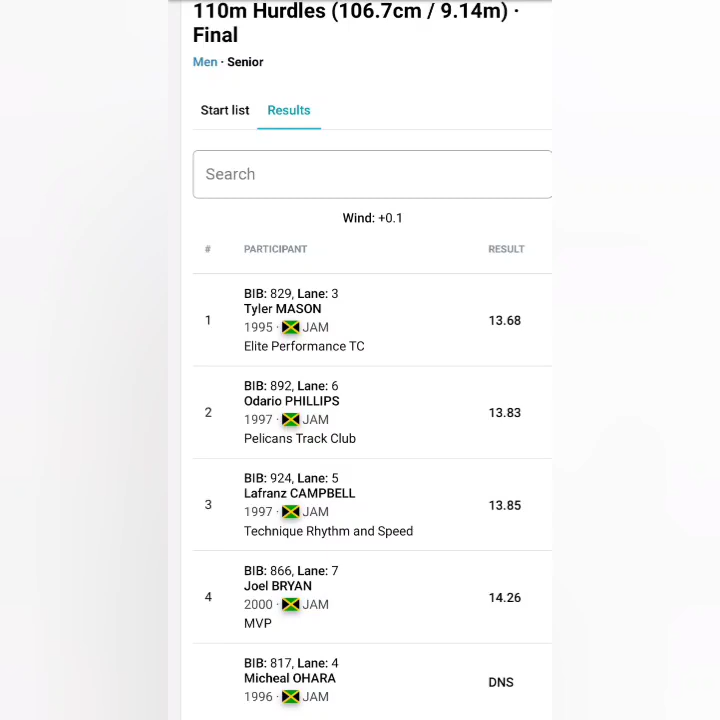 110m Hurdles (106.7cm / 9.14m) ·
Final
Men · Senior
Start list Results
Search
Wind: +0.1
# PARTICIPANT RESULT
BIB: 829, Lane: 3
Tyler MASON
1 13.68
1995 · JAM
Elite Performance TC
BIB: 892, Lane: 6
Odario PHILLIPS
2 13.83
1997 · JAM
Pelicans Track Club
BIB: 924, Lane: 5
Lafranz CAMPBELL
3 13.85
1997 · JAM
Technique Rhythm and Speed
BIB: 866, Lane: 7
Joel BRYAN
4 14.26
2000 · JAM
MVP
BIB: 817, Lane: 4
Micheal OHARA
DNS
1996 · JAM